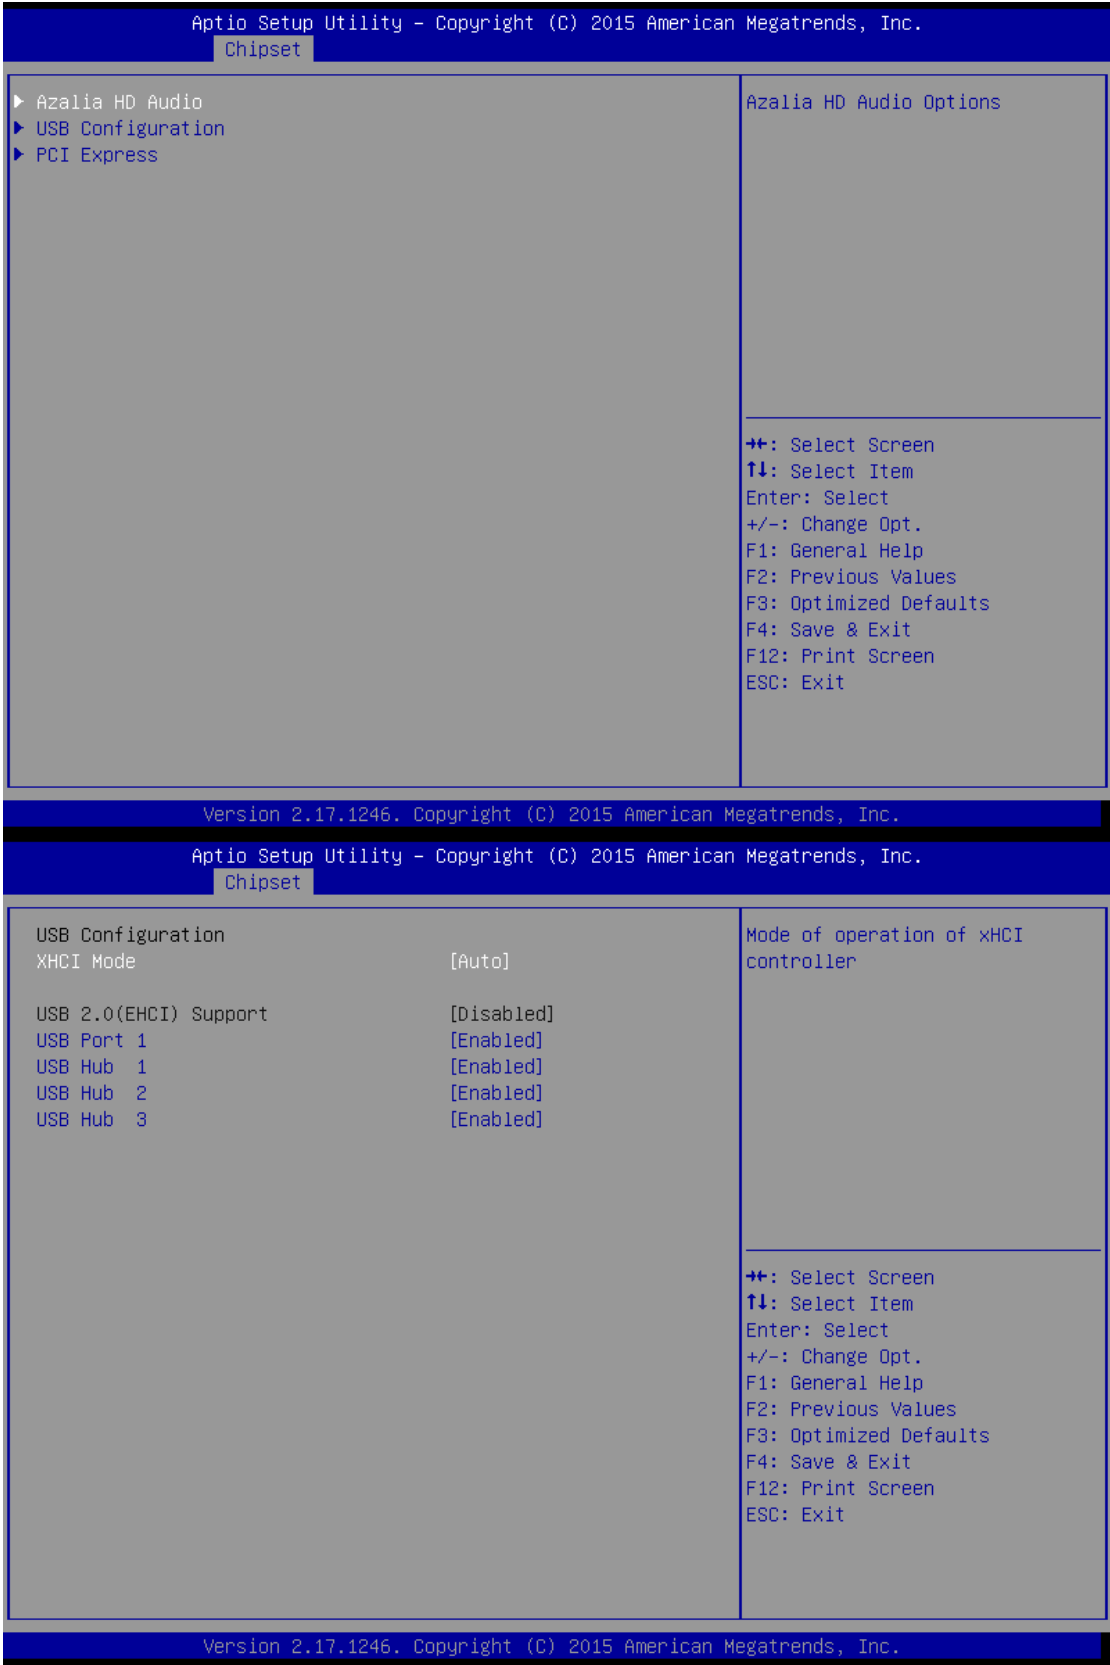 Aptio Setup Utility – Copyright (C) 2015 American Megatrends, Inc.
Chipset
▶ Azalia HD Audio
▶ USB Configuration
▶ PCI Express
Azalia HD Audio Options
→←: Select Screen
↑↓: Select Item
Enter: Select
+/-: Change Opt.
F1: General Help
F2: Previous Values
F3: Optimized Defaults
F4: Save & Exit
F12: Print Screen
ESC: Exit
Version 2.17.1246. Copyright (C) 2015 American Megatrends, Inc.
Aptio Setup Utility – Copyright (C) 2015 American Megatrends, Inc.
Chipset
USB Configuration
XHCI Mode [Auto]
USB 2.0(EHCI) Support [Disabled]
USB Port 1 [Enabled]
USB Hub 1 [Enabled]
USB Hub 2 [Enabled]
USB Hub 3 [Enabled]
Mode of operation of xHCI
controller
→←: Select Screen
↑↓: Select Item
Enter: Select
+/-: Change Opt.
F1: General Help
F2: Previous Values
F3: Optimized Defaults
F4: Save & Exit
F12: Print Screen
ESC: Exit
Version 2.17.1246. Copyright (C) 2015 American Megatrends, Inc.